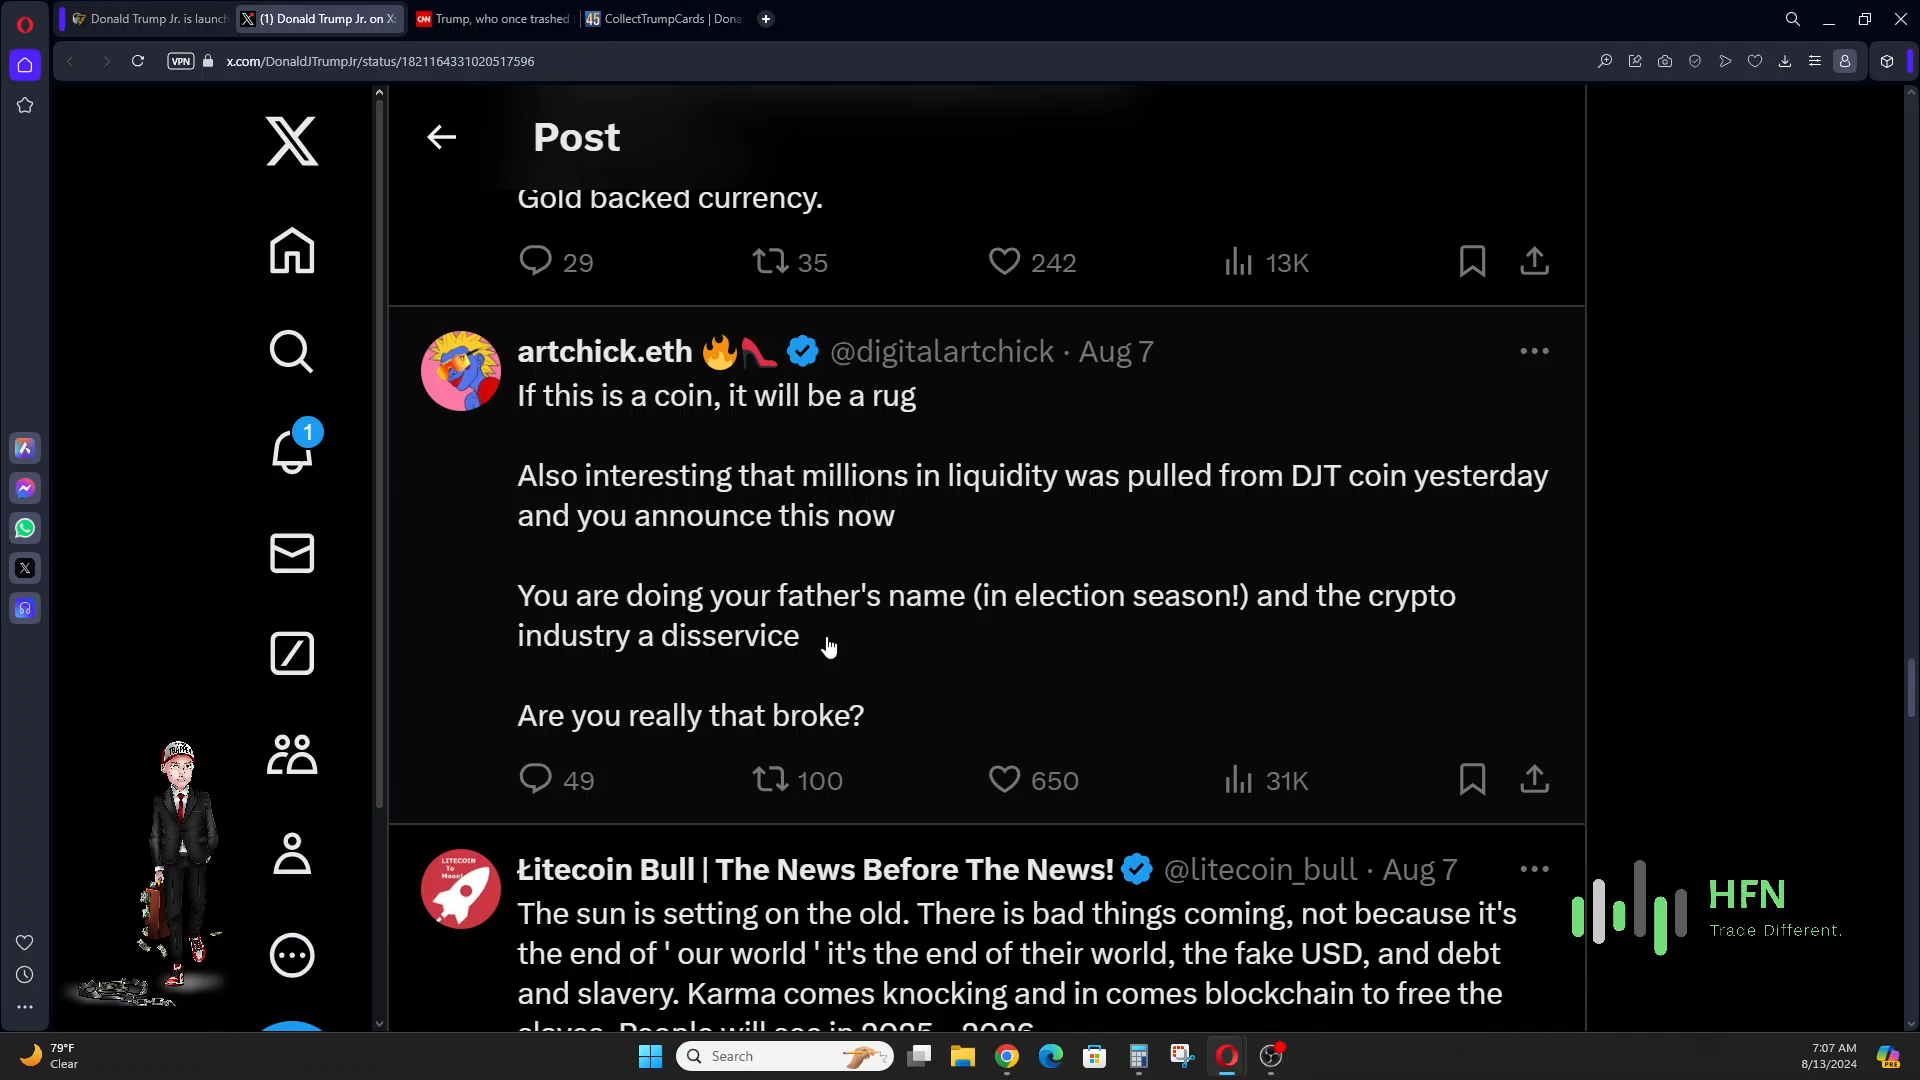 Donald Trump Jr. is launch
(1) Donald Trump Jr. on X:
CNN
Trump, who once trashed
45
CollectTrumpCards | Dona
VPN
x.com/DonaldJTrumpJr/status/1821164331020517596
Post
Gold backed currency.
29
35
242
13K
artchick.eth 🔥👠 @digitalartchick · Aug 7
If this is a coin, it will be a rug
Also interesting that millions in liquidity was pulled from DJT coin yesterday
and you announce this now
You are doing your father's name (in election season!) and the crypto
industry a disservice
Are you really that broke?
49
100
650
31K
1
LITECOIN
To
Moon!
Łitecoin Bull | The News Before The News! @litecoin_bull · Aug 7
The sun is setting on the old. There is bad things coming, not because it's
the end of ' our world ' it's the end of their world, the fake USD, and debt
and slavery. Karma comes knocking and in comes blockchain to free the
slaves. People will see in 2025 - 2026
HFN
Trade Different.
79°F
Clear
Search
7:07 AM
8/13/2024
PRE